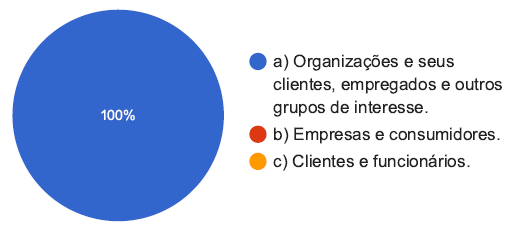 100%
a) Organizações e seus
clientes, empregados e outros
grupos de interesse.
b) Empresas e consumidores.
c) Clientes e funcionários.